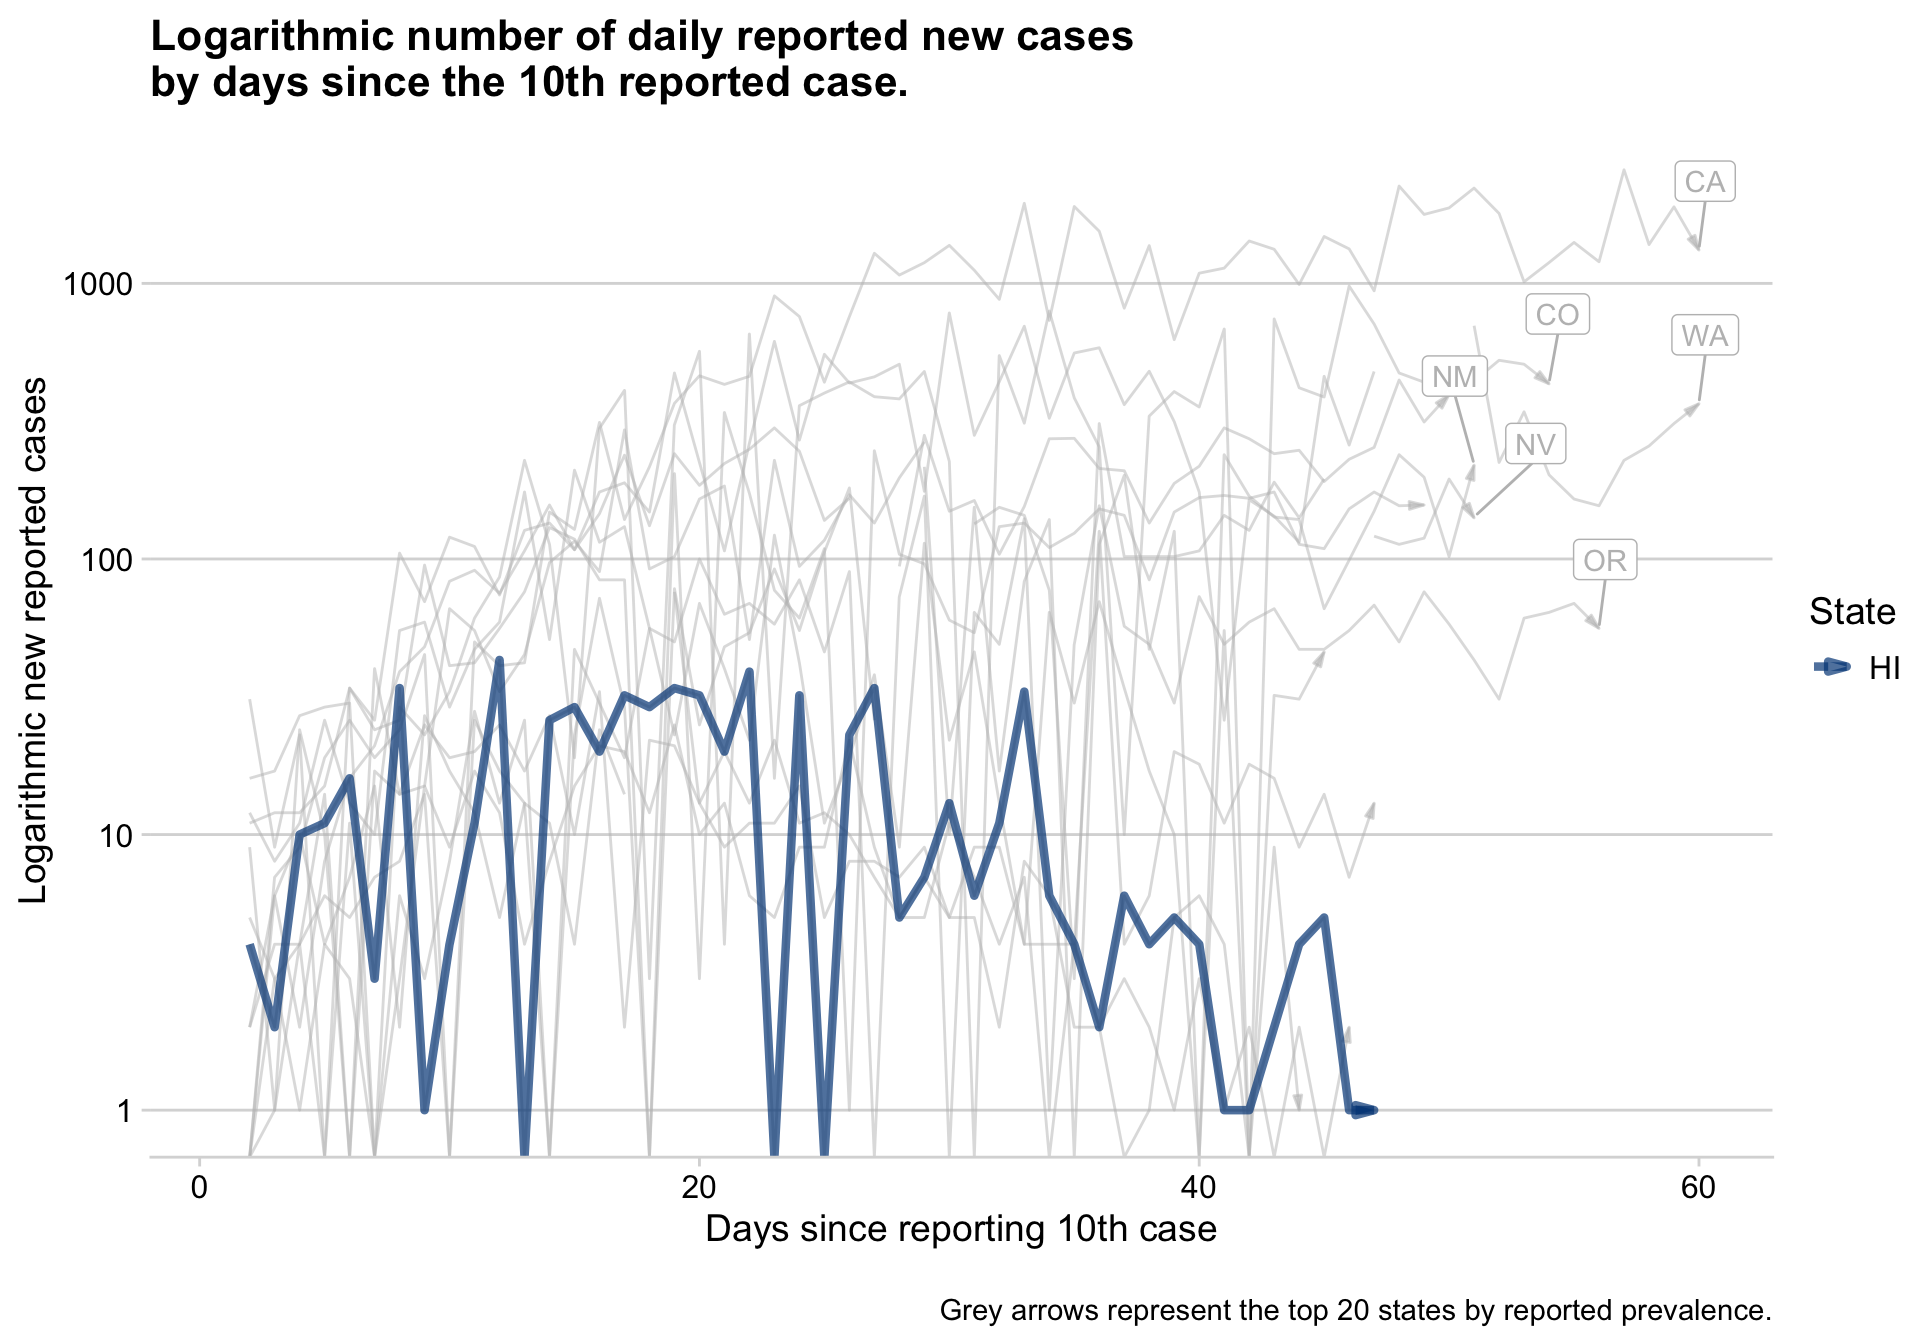 Logarithmic number of daily reported new cases
by days since the 10th reported case.
CA
1000
CO
WA
NM
NV
100
OR
State
HI
10
1
Logarithmic new reported cases
0
20
40
60
Days since reporting 10th case
Grey arrows represent the top 20 states by reported prevalence.